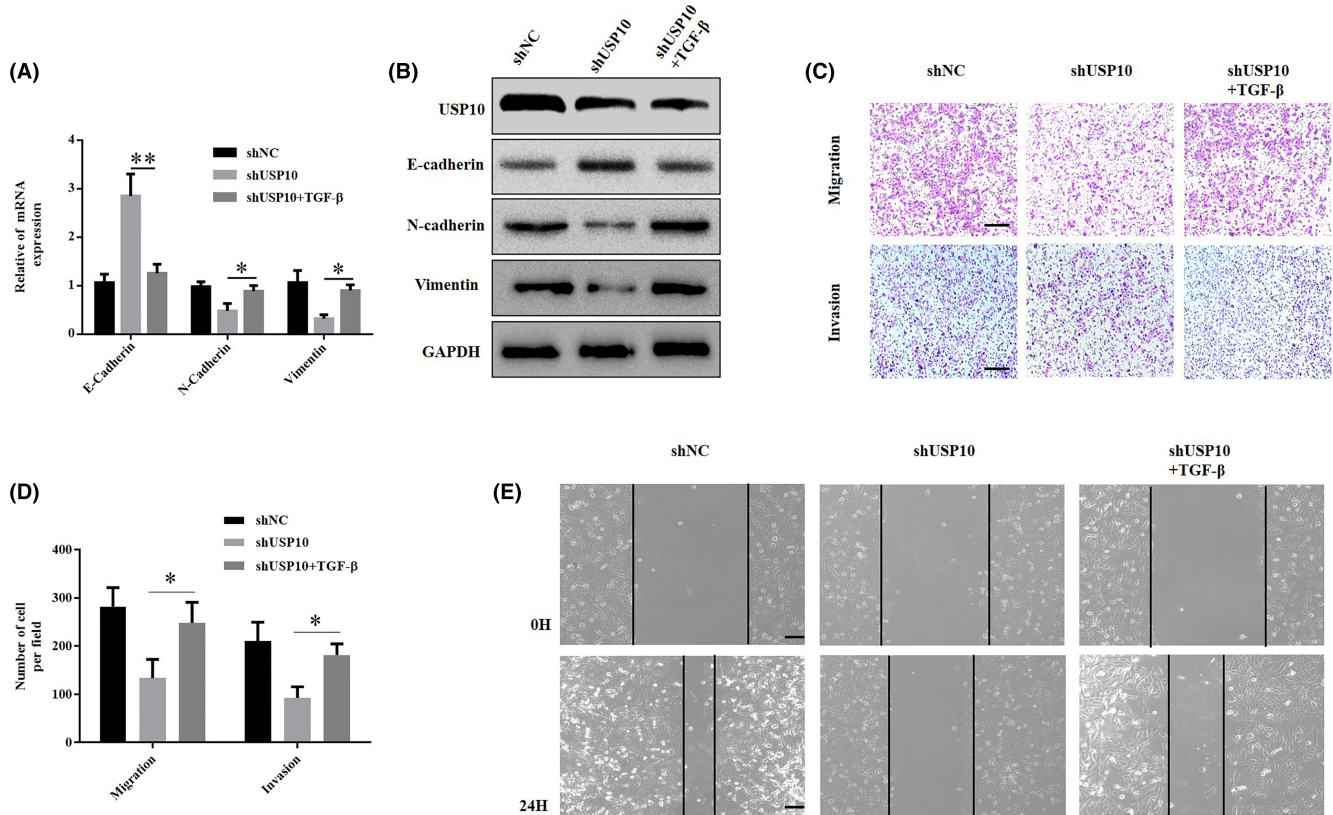 (A)
4
3
2
1
0
Relative of mRNA
expression
shNC
shUSP10
shUSP10+TGF-β
**
*
*
E-Cadherin
N-Cadherin
Vimentin
(B)
shNC
shUSP10
shUSP10
+TGF-β
USP10
E-cadherin
N-cadherin
Vimentin
GAPDH
(C)
shNC
shUSP10
shUSP10
+TGF-β
Migration
Invasion
(D)
shNC
shUSP10
shUSP10+TGF-β
400
300
200
100
0
Number of cell
per field
*
*
Migration
Invasion
(E)
shNC
shUSP10
shUSP10
+TGF-β
0H
24H